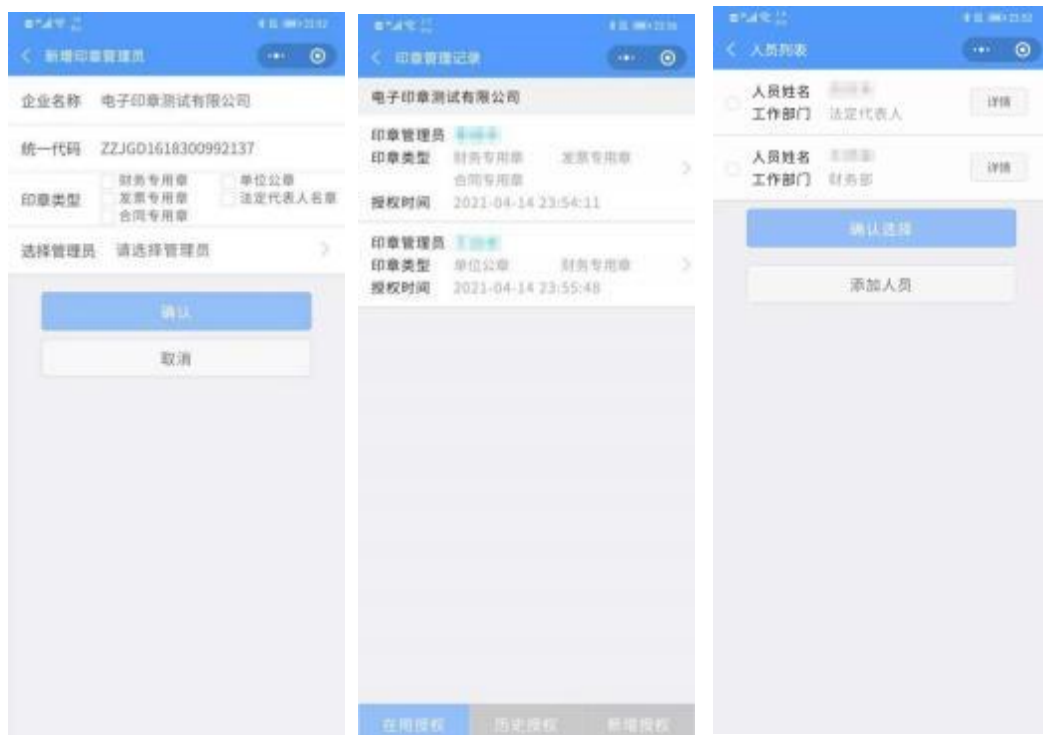 新增印章管理员
企业名称 电子印章测试有限公司
统一代码 ZZJGD1618300992137
印章类型
财务专用章 单位公章
发票专用章 法定代表人名章
合同专用章
选择管理员 请选择管理员
确认
取消
印章管理记录
电子印章测试有限公司
印章管理员
印章类型 财务专用章 发票专用章
合同专用章
授权时间 2021-04-14 23:54:11
印章管理员
印章类型 单位公章 财务专用章
授权时间 2021-04-14 23:55:48
在用授权 历史授权 新增授权
人员列表
人员姓名
工作部门 法定代表人
详情
人员姓名
工作部门 财务部
详情
确认选择
添加人员